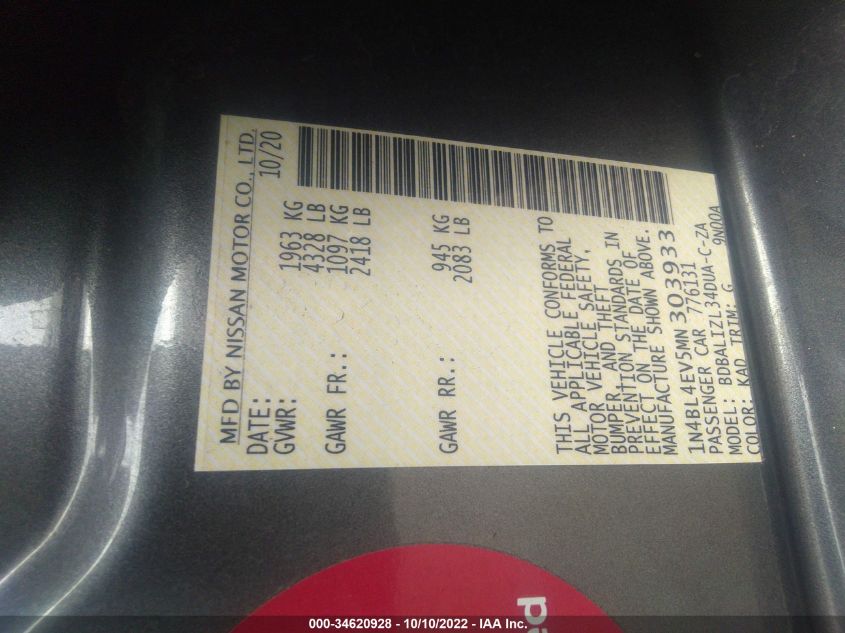 MFD BY NISSAN MOTOR CO., LTD.
DATE: 10/20
GVWR: 1963 KG
4328 LB
GAWR FR.: 1097 KG
2418 LB
GAWR RR.: 945 KG
2083 LB
THIS VEHICLE CONFORMS TO
ALL APPLICABLE FEDERAL
MOTOR VEHICLE SAFETY,
BUMPER, AND THEFT
PREVENTION STANDARDS IN
EFFECT ON THE DATE OF
MANUFACTURE SHOWN ABOVE.
1N4BL4EV5MN303933
PASSENGER CAR 776131
MODEL: BDBALIZL34DUA-C-ZA
COLOR: KAD TRIM: G 9N00A
000-34620928 - 10/10/2022 - IAA Inc.